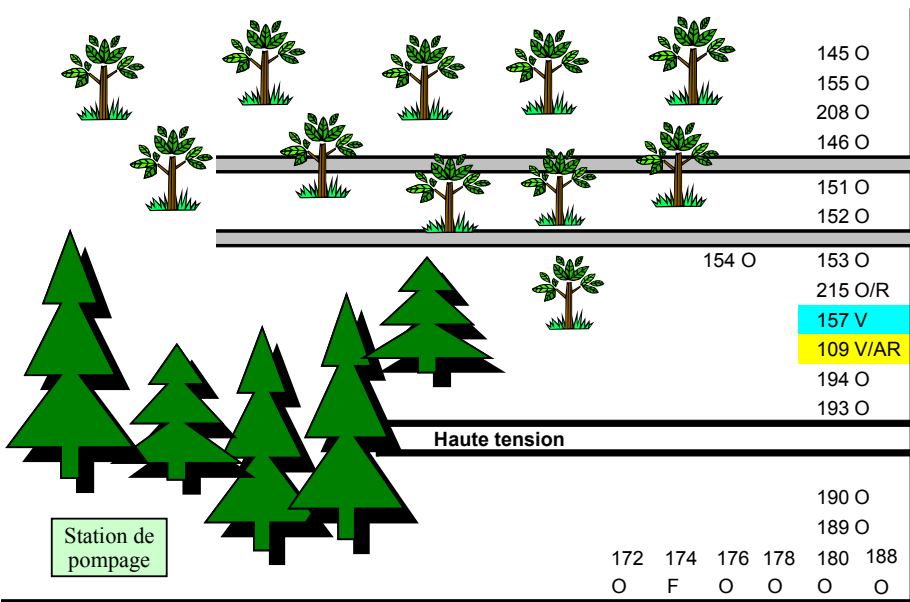 145 O
155 O
208 O
146 O
151 O
152 O
154 O 153 O
215 O/R
157 V
109 V/AR
194 O
193 O
Haute tension
190 O
189 O
Station de
pompage
172 174 176 178 180 188
O F O O O O